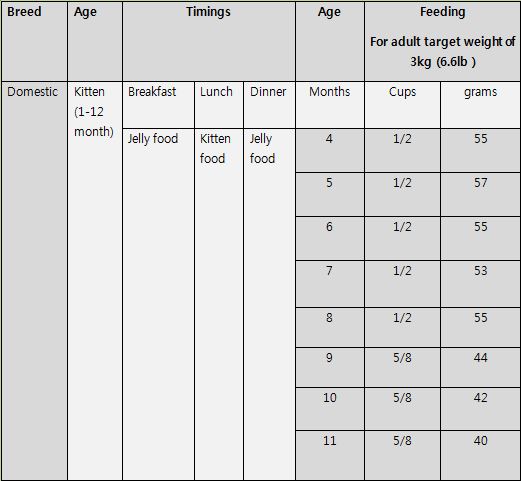 Breed Age Timings Age Feeding
For adult target weight of
3kg (6.6lb )
Domestic Kitten Breakfast Lunch Dinner Months Cups grams
(1-12
month)
Jelly food Kitten Jelly 4 1/2 55
food food
5 1/2 57
6 1/2 55
7 1/2 53
8 1/2 55
9 5/8 44
10 5/8 42
11 5/8 40